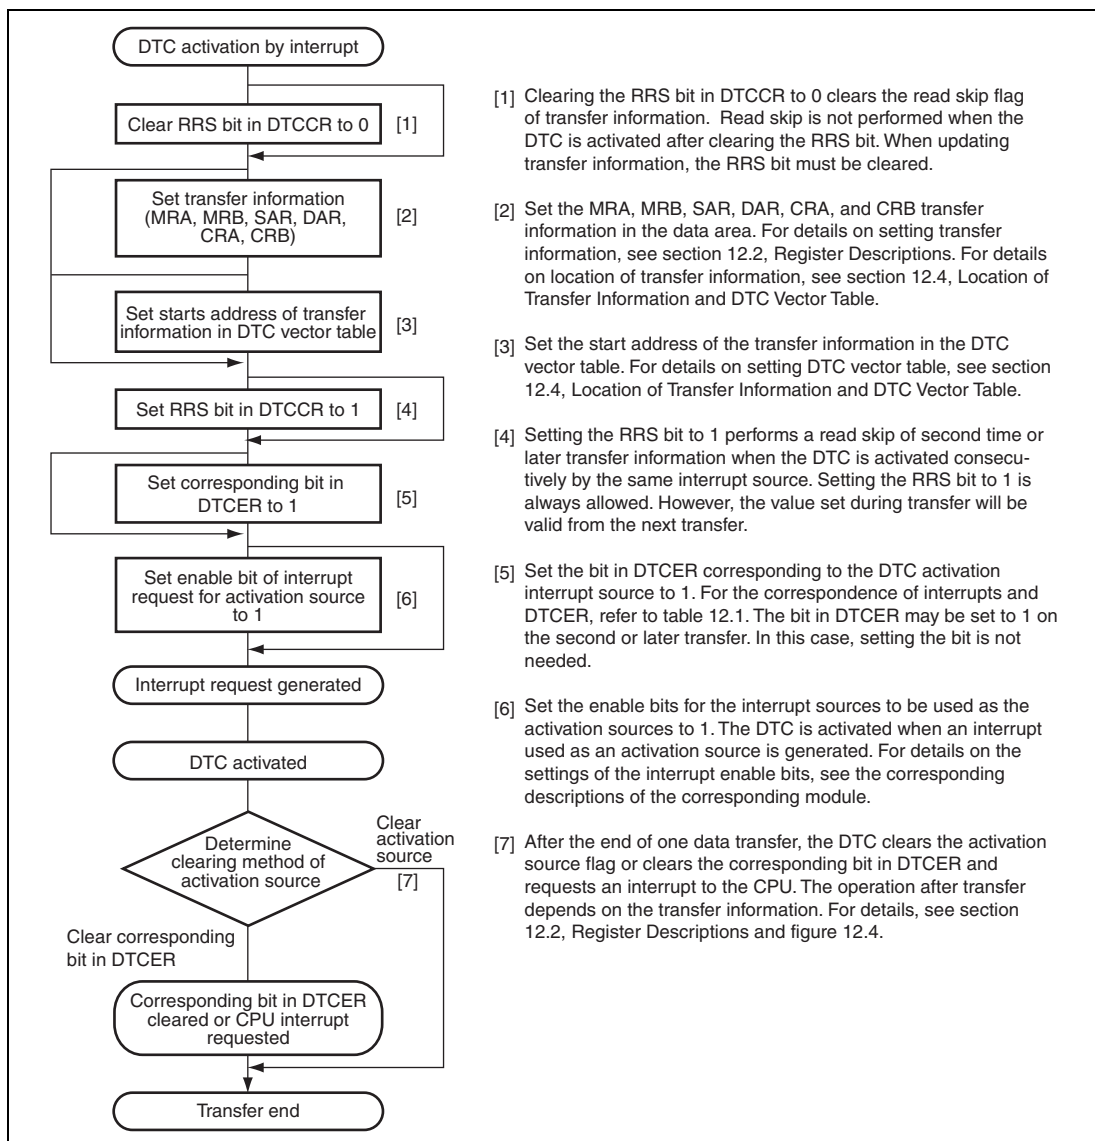 DTC activation by interrupt
Clear RRS bit in DTCCR to 0
[1]
Set transfer information
(MRA, MRB, SAR, DAR,
CRA, CRB)
[2]
Set starts address of transfer
information in DTC vector table
[3]
Set RRS bit in DTCCR to 1
[4]
Set corresponding bit in
DTCER to 1
[5]
Set enable bit of interrupt
request for activation source
to 1
[6]
Interrupt request generated
DTC activated
Determine
clearing method of
activation source
Clear
activation
source
[7]
Clear corresponding
bit in DTCER
Corresponding bit in DTCER
cleared or CPU interrupt
requested
Transfer end
[1] Clearing the RRS bit in DTCCR to 0 clears the read skip flag
of transfer information. Read skip is not performed when the
DTC is activated after clearing the RRS bit. When updating
transfer information, the RRS bit must be cleared.
[2] Set the MRA, MRB, SAR, DAR, CRA, and CRB transfer
information in the data area. For details on setting transfer
information, see section 12.2, Register Descriptions. For details
on location of transfer information, see section 12.4, Location of
Transfer Information and DTC Vector Table.
[3] Set the start address of the transfer information in the DTC
vector table. For details on setting DTC vector table, see section
12.4, Location of Transfer Information and DTC Vector Table.
[4] Setting the RRS bit to 1 performs a read skip of second time or
later transfer information when the DTC is activated consecu-
tively by the same interrupt source. Setting the RRS bit to 1 is
always allowed. However, the value set during transfer will be
valid from the next transfer.
[5] Set the bit in DTCER corresponding to the DTC activation
interrupt source to 1. For the correspondence of interrupts and
DTCER, refer to table 12.1. The bit in DTCER may be set to 1 on
the second or later transfer. In this case, setting the bit is not
needed.
[6] Set the enable bits for the interrupt sources to be used as the
activation sources to 1. The DTC is activated when an interrupt
used as an activation source is generated. For details on the
settings of the interrupt enable bits, see the corresponding
descriptions of the corresponding module.
[7] After the end of one data transfer, the DTC clears the activation
source flag or clears the corresponding bit in DTCER and
requests an interrupt to the CPU. The operation after transfer
depends on the transfer information. For details, see section
12.2, Register Descriptions and figure 12.4.